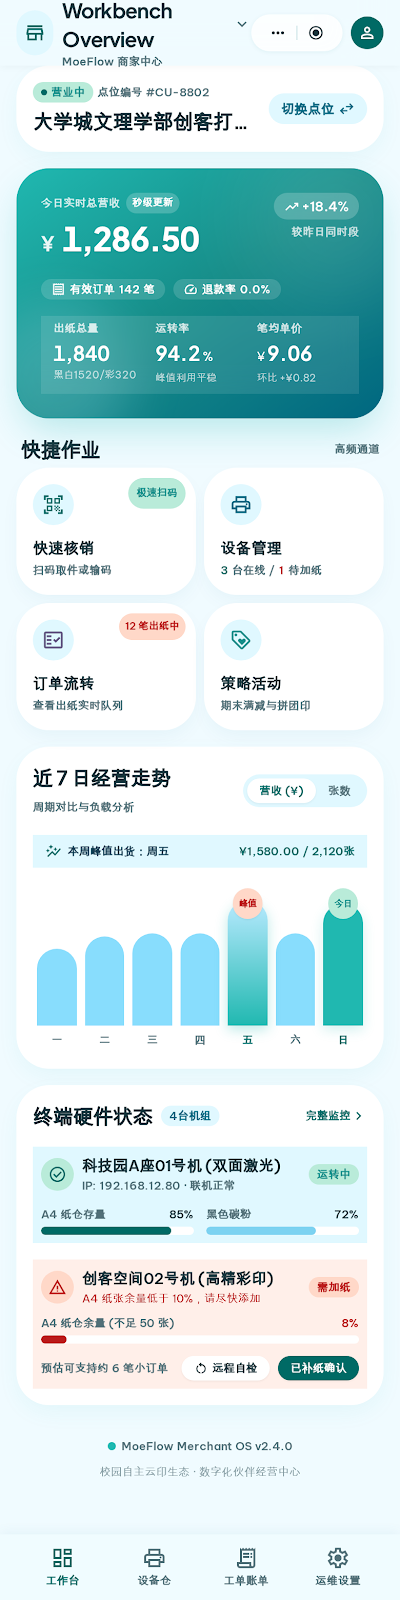 Workbench
Overview
MoeFlow 商家中心
营业中 点位编号 #CU-8802
大学城文理学部创客打...
切换点位
今日实时总营收 秒级更新
+18.4%
¥ 1,286.50
较昨日同时段
有效订单 142 笔
退款率 0.0%
出纸总量 运转率 笔均单价
1,840 94.2% ¥9.06
黑白1520/彩320 峰值利用平稳 环比 +¥0.82
快捷作业 高频通道
极速扫码
快速核销
扫码取件或输码
设备管理
3 台在线 / 1 待加纸
12 笔出纸中
订单流转
查看出纸实时队列
策略活动
期末满减与拼团印
近 7 日经营走势
周期对比与负载分析
营收 (¥) 张数
本周峰值出货：周五 ¥1,580.00 / 2,120张
峰值 今日
一 二 三 四 五 六 日
终端硬件状态 4台机组 完整监控
科技园A座01号机 (双面激光)
IP: 192.168.12.80 · 联机正常
运转中
A4 纸仓存量 85% 黑色碳粉 72%
创客空间02号机 (高精彩印)
A4 纸张余量低于 10%，请尽快添加
需加纸
A4 纸仓余量 (不足 50 张) 8%
预估可支持约 6 笔小订单 远程自检 已补纸确认
MoeFlow Merchant OS v2.4.0
校园自主云印生态 · 数字化伙伴经营中心
工作台 设备仓 工单账单 运维设置